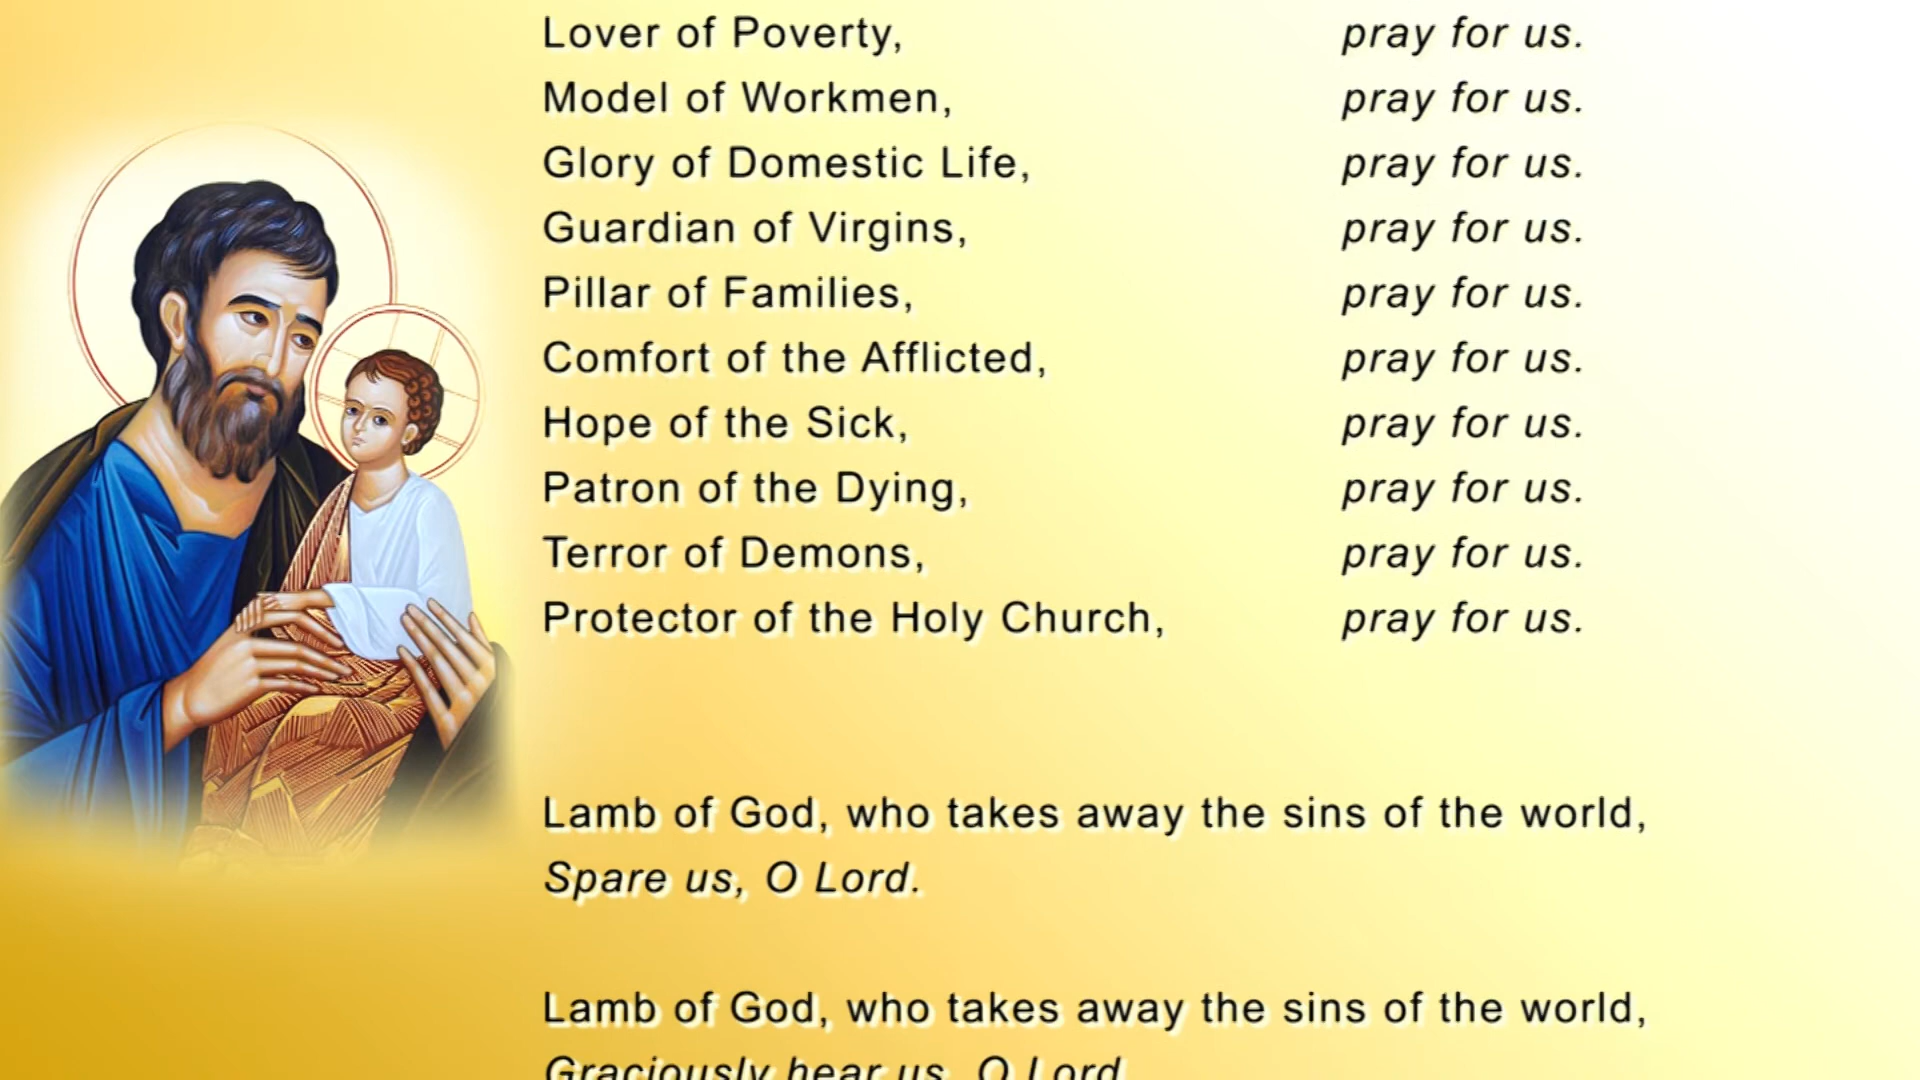 Lover of Poverty, pray for us.
Model of Workmen, pray for us.
Glory of Domestic Life, pray for us.
Guardian of Virgins, pray for us.
Pillar of Families, pray for us.
Comfort of the Afflicted, pray for us.
Hope of the Sick, pray for us.
Patron of the Dying, pray for us.
Terror of Demons, pray for us.
Protector of the Holy Church, pray for us.
Lamb of God, who takes away the sins of the world,
Spare us, O Lord.
Lamb of God, who takes away the sins of the world,
Graciously hear us, O Lord.